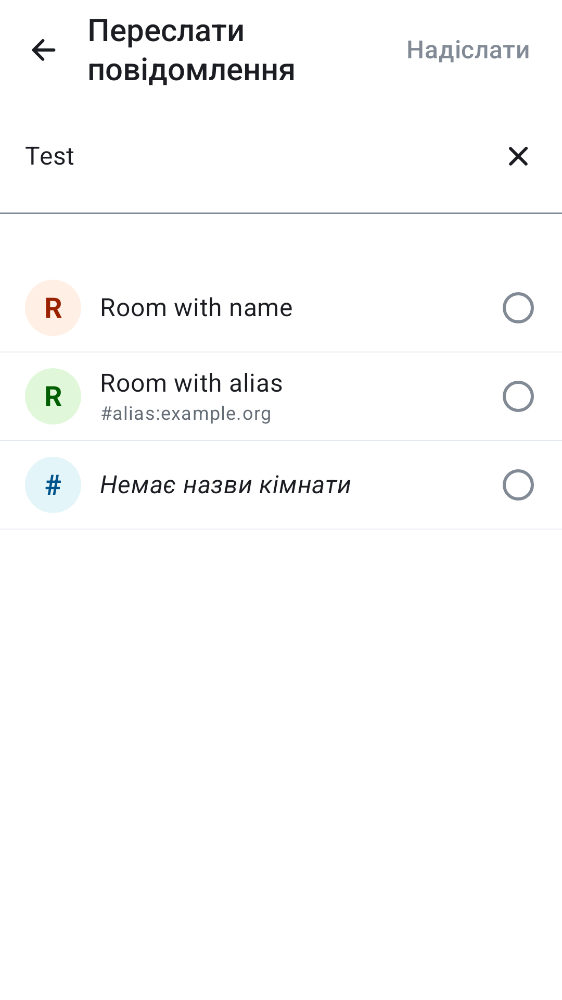 Переслати
повідомлення
Надіслати
Test
R
Room with name
R
Room with alias
#alias:example.org
#
Немає назви кімнати